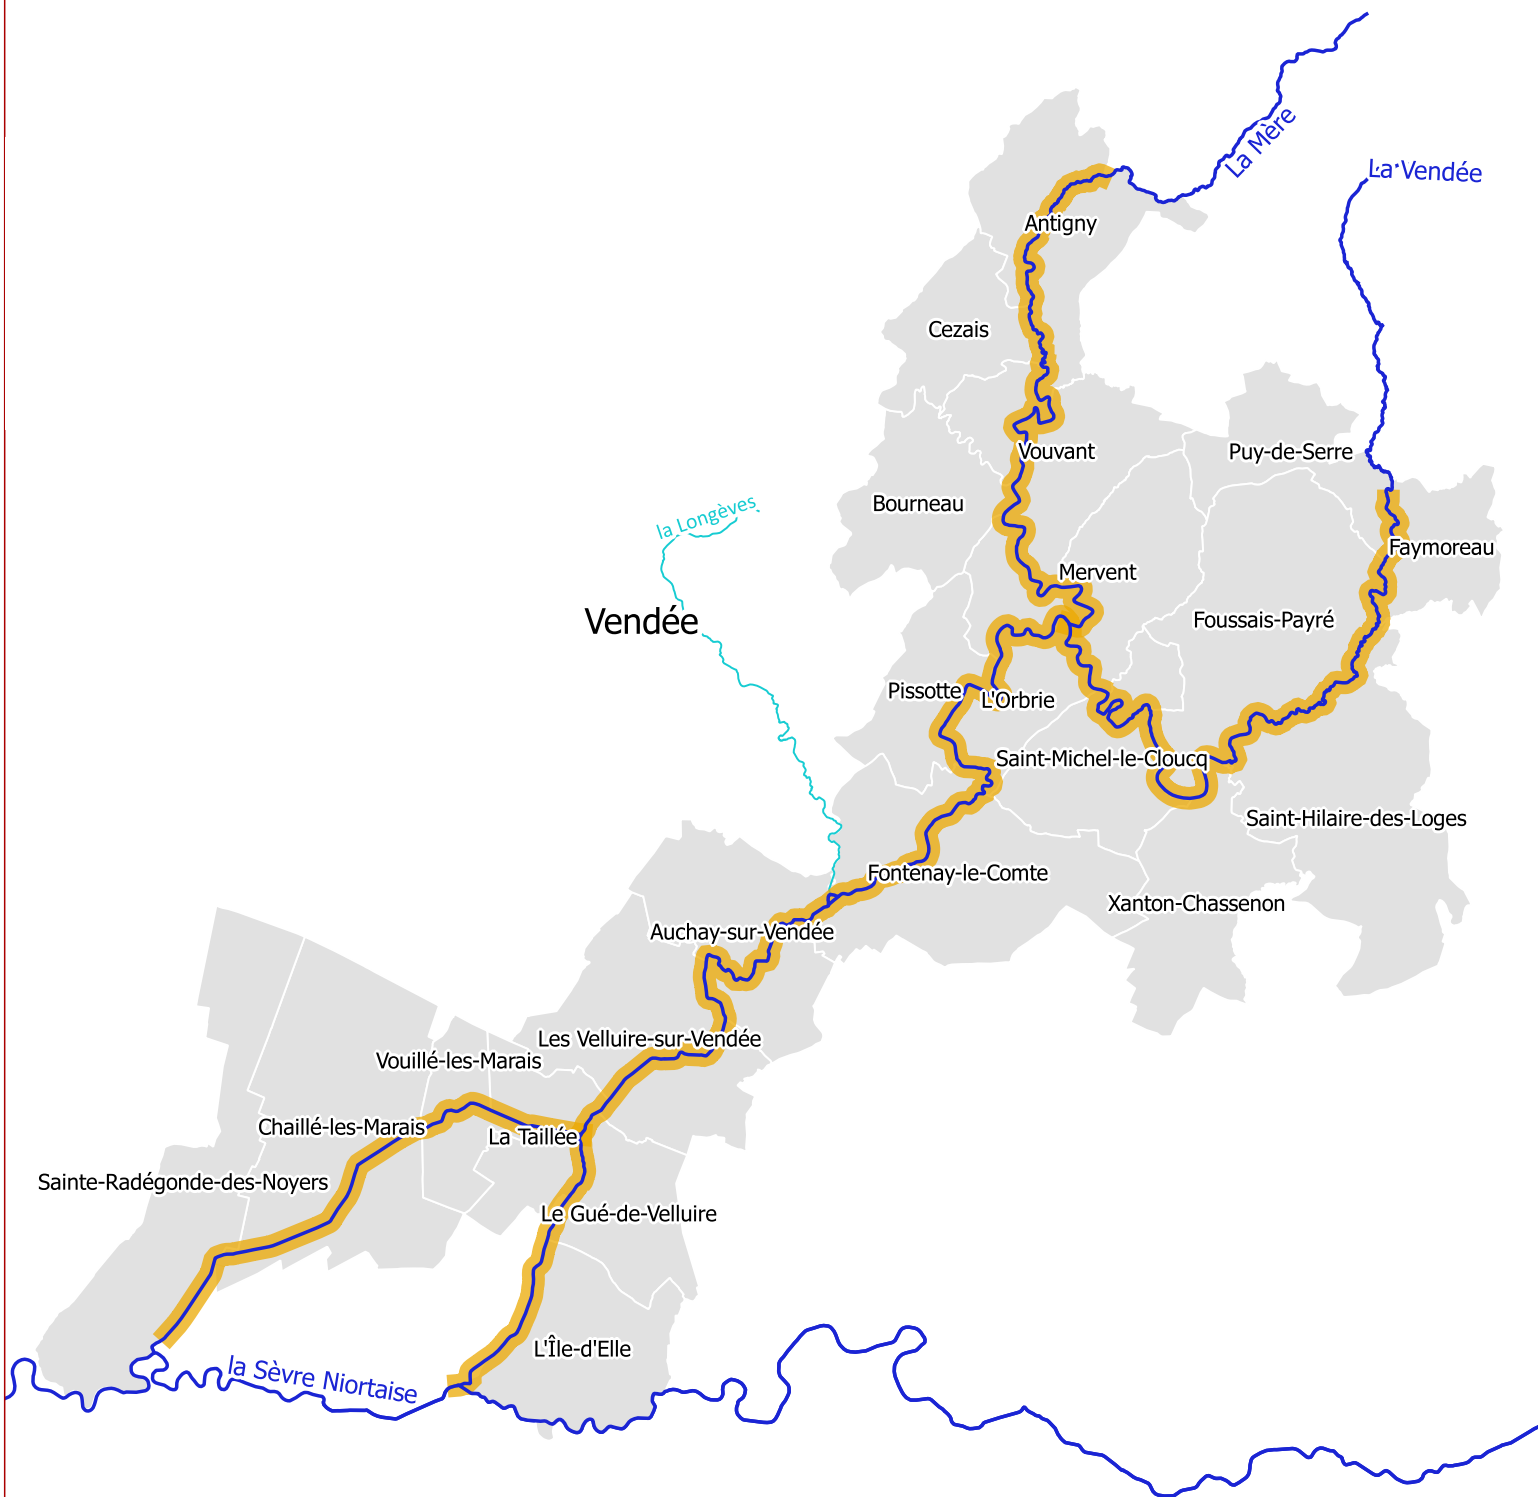 La Mère
La Vendée
Antigny
Cezais
Vouvant
Puy-de-Serre
Bourneau
la Longèves
Faymoreau
Mervent
Vendée
Foussais-Payré
Pissotte
L'Orbrie
Saint-Michel-le-Cloucq
Saint-Hilaire-des-Loges
Fontenay-le-Comte
Xanton-Chassenon
Auchay-sur-Vendée
Les Velluire-sur-Vendée
Vouillé-les-Marais
Chaillé-les-Marais
La Taillée
Sainte-Radégonde-des-Noyers
Le Gué-de-Velluire
L'Île-d'Elle
la Sèvre Niortaise